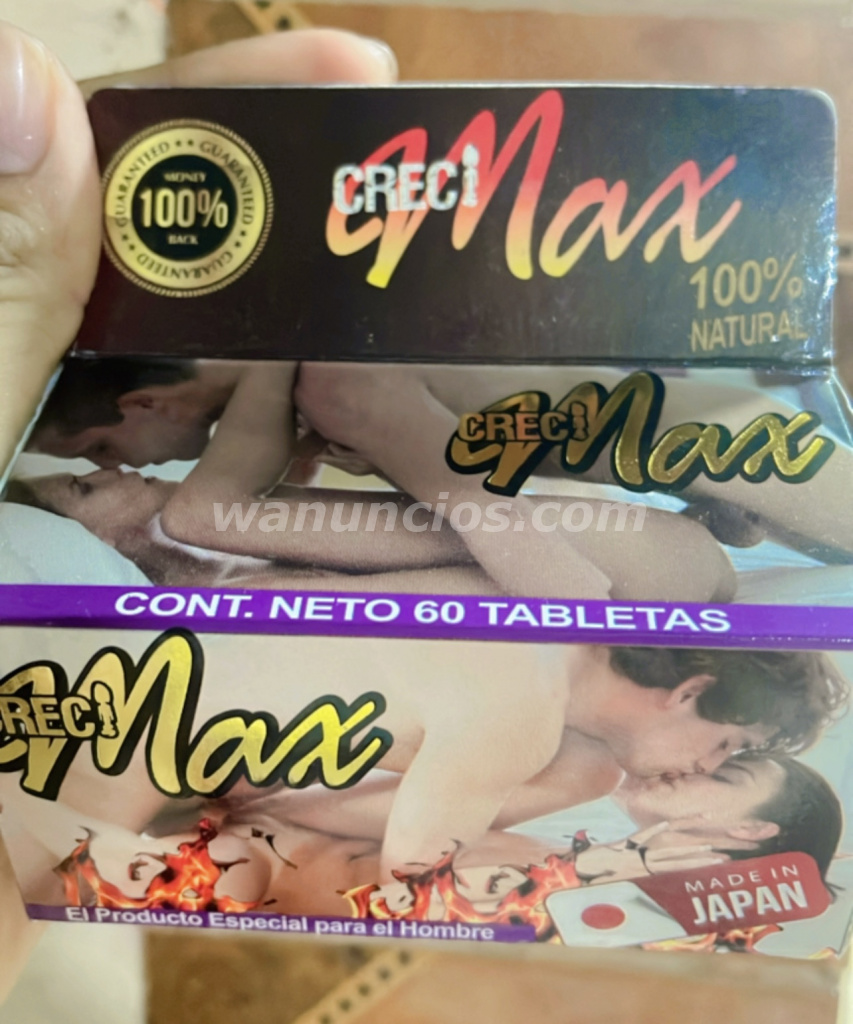 GUARANTEED ★★ GUARANTEED
MONEY
100%
BACK
GUARANTEED
CRECi Max
100%
NATURAL
CRECi Max
wanuncios.com
CONT. NETO 60 TABLETAS
CRECi Max
MADE IN
JAPAN
El Producto Especial para el Hombre